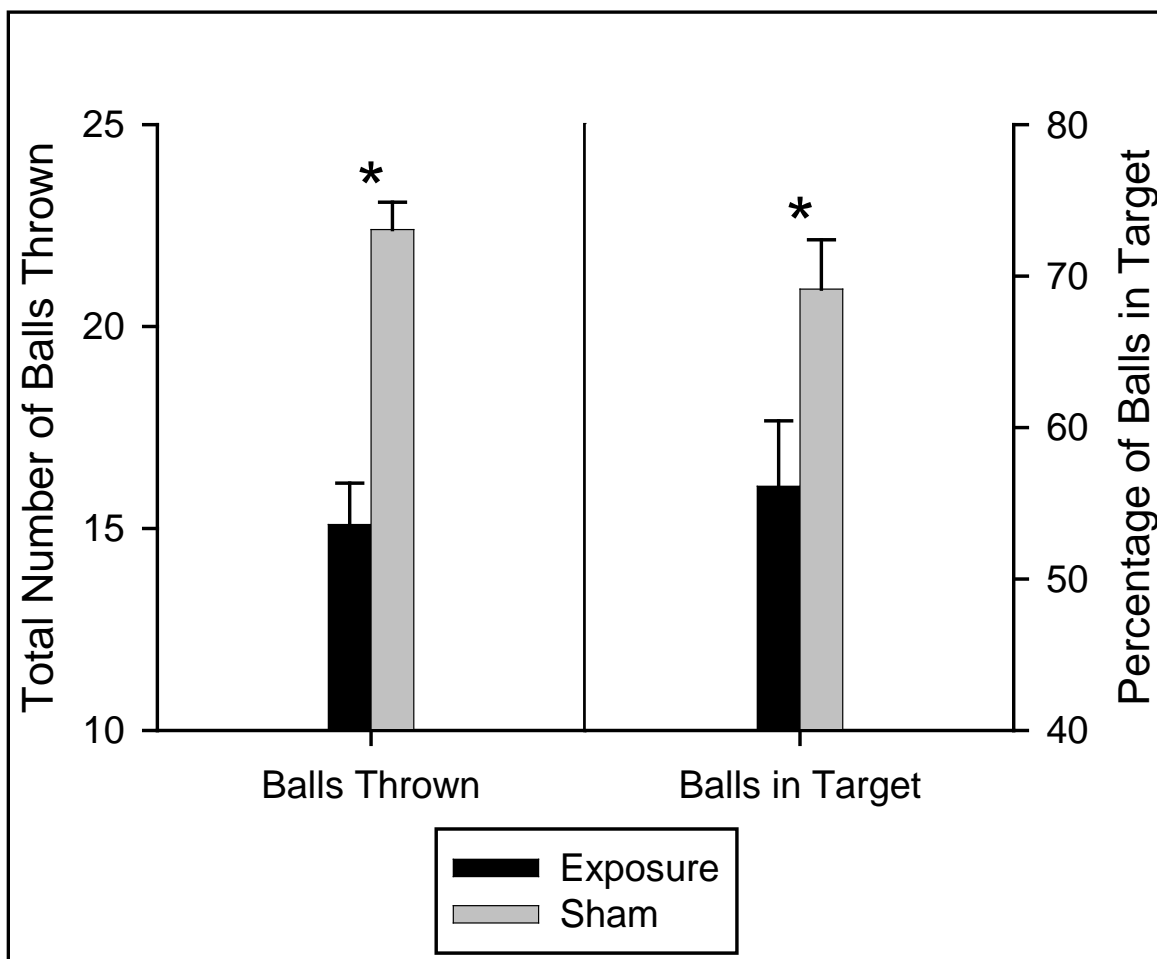 Total Number of Balls Thrown
25
20
15
10
*
*
80
70
60
50
40
Percentage of Balls in Target
Balls Thrown
Balls in Target
Exposure
Sham